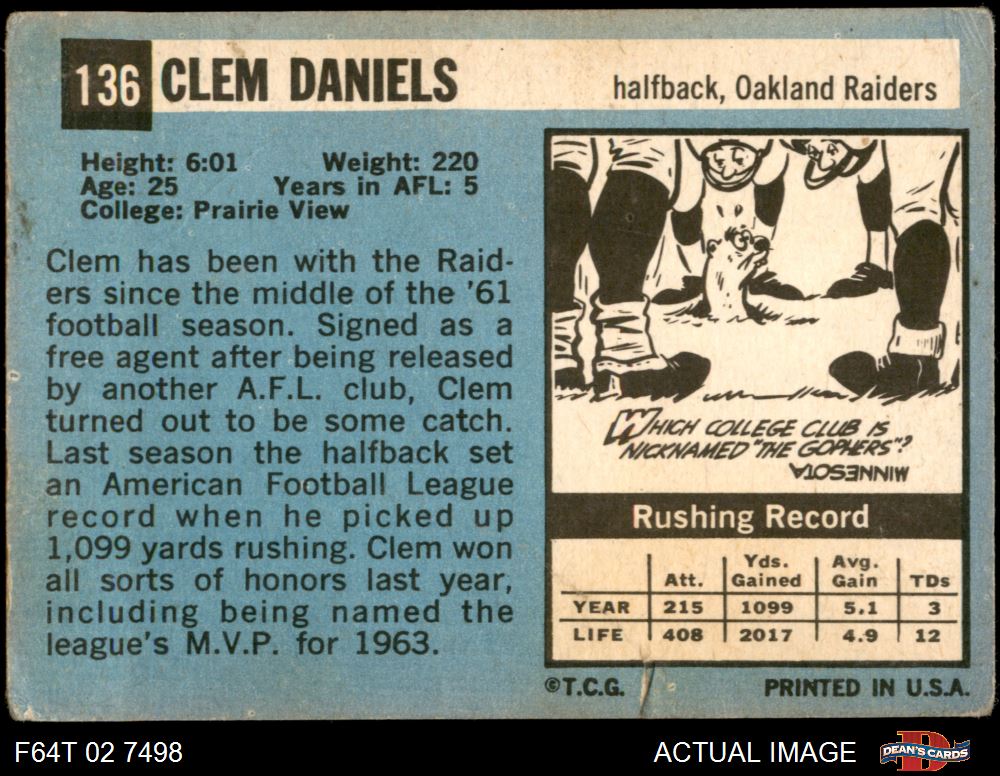 136 CLEM DANIELS
halfback, Oakland Raiders
Height: 6:01 Weight: 220
Age: 25 Years in AFL: 5
College: Prairie View
Clem has been with the Raid-
ers since the middle of the '61
football season. Signed as a
free agent after being released
by another A.F.L. club, Clem
turned out to be some catch.
Last season the halfback set
an American Football League
record when he picked up
1,099 yards rushing. Clem won
all sorts of honors last year,
including being named the
league's M.V.P. for 1963.
WHICH COLLEGE CLUB IS
NICKNAMED "THE GOPHERS"?
MINNESOTA
Rushing Record
Att. Yds. Gained Avg. Gain TDs
YEAR 215 1099 5.1 3
LIFE 408 2017 4.9 12
©T.C.G. PRINTED IN U.S.A.
F64T 02 7498 ACTUAL IMAGE D DEAN'S CARDS